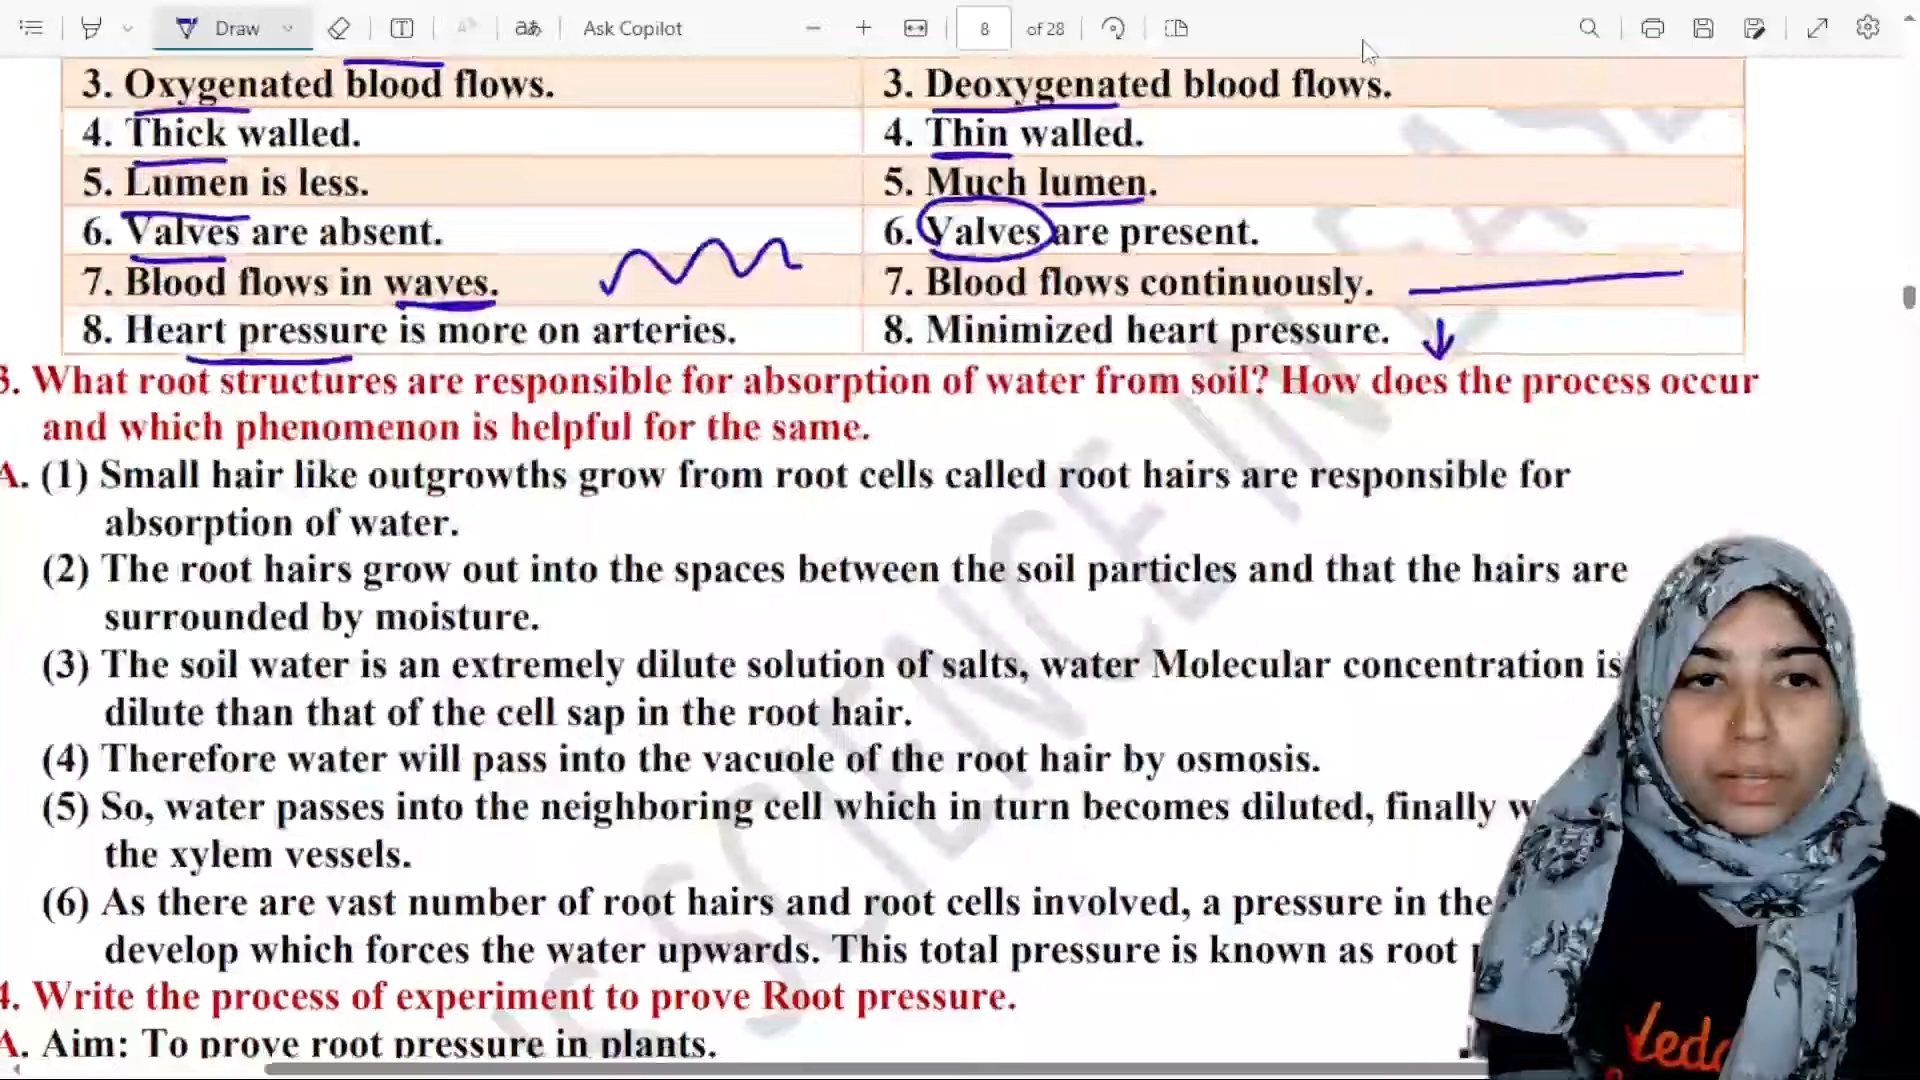 Draw
Ask Copilot
8 of 28
3. Oxygenated blood flows.
3. Deoxygenated blood flows.
4. Thick walled.
4. Thin walled.
5. Lumen is less.
5. Much lumen.
6. Valves are absent.
6. Valves are present.
7. Blood flows in waves.
7. Blood flows continuously.
8. Heart pressure is more on arteries.
8. Minimized heart pressure.
3. What root structures are responsible for absorption of water from soil? How does the process occur
and which phenomenon is helpful for the same.
A. (1) Small hair like outgrowths grow from root cells called root hairs are responsible for
absorption of water.
(2) The root hairs grow out into the spaces between the soil particles and that the hairs are
surrounded by moisture.
(3) The soil water is an extremely dilute solution of salts, water Molecular concentration is
dilute than that of the cell sap in the root hair.
(4) Therefore water will pass into the vacuole of the root hair by osmosis.
(5) So, water passes into the neighboring cell which in turn becomes diluted, finally
the xylem vessels.
(6) As there are vast number of root hairs and root cells involved, a pressure in the
develop which forces the water upwards. This total pressure is known as root
4. Write the process of experiment to prove Root pressure.
A. Aim: To prove root pressure in plants.
SCIENCE IN EASE